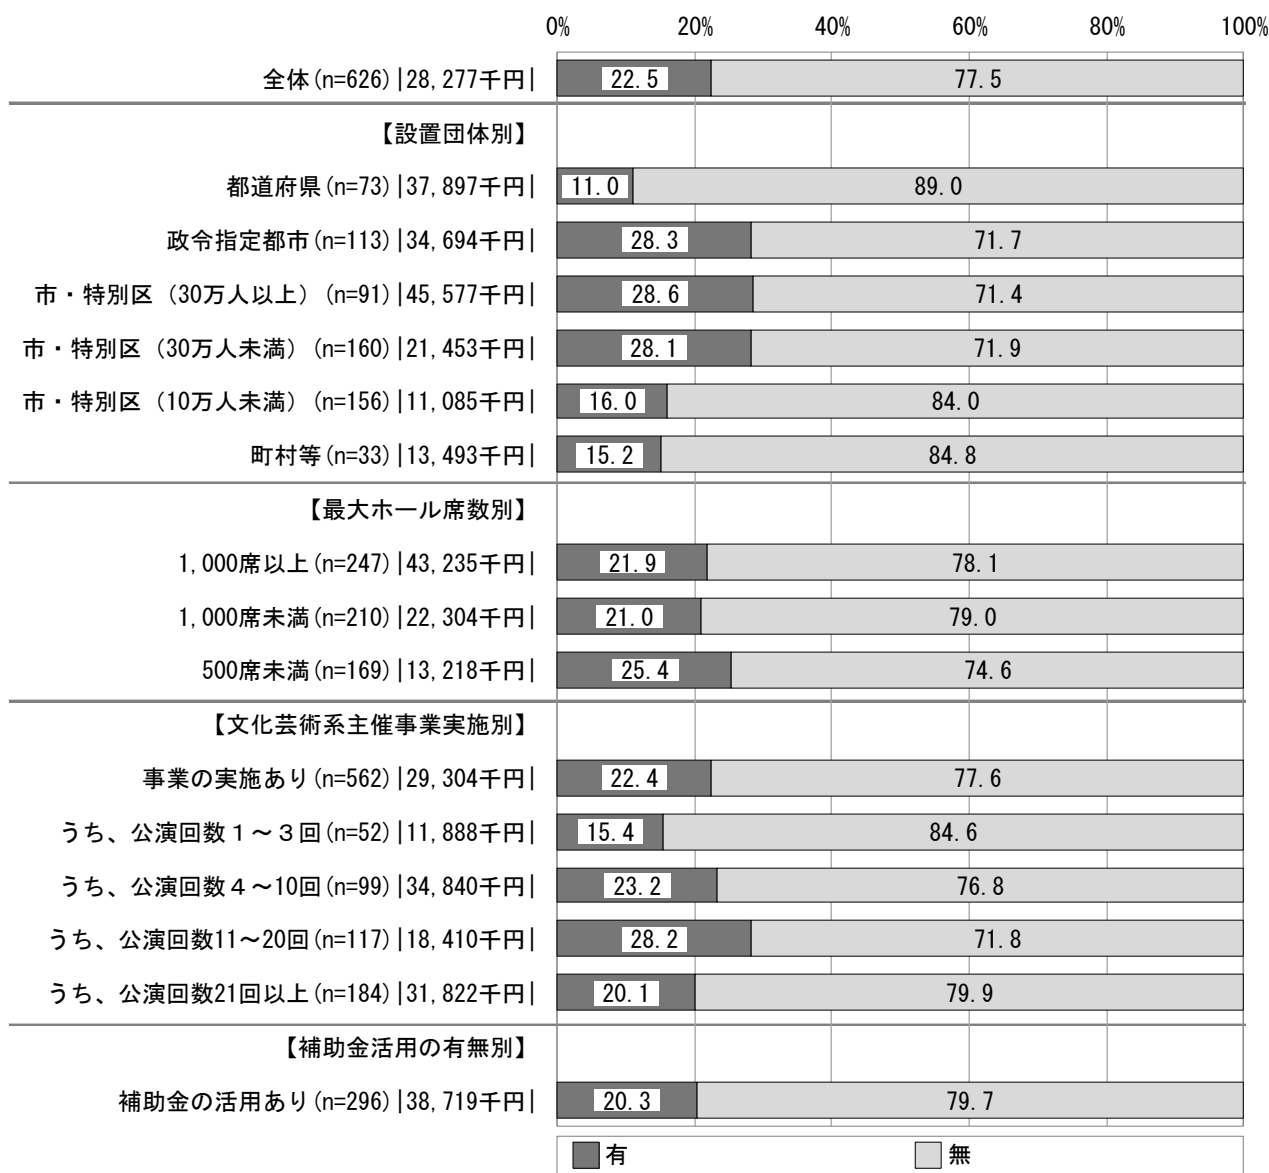 0% 20% 40% 60% 80% 100%
全体(n=626)|28,277千円| 22.5 77.5
【設置団体別】
都道府県(n=73)|37,897千円| 11.0 89.0
政令指定都市(n=113)|34,694千円| 28.3 71.7
市・特別区（30万人以上）(n=91)|45,577千円| 28.6 71.4
市・特別区（30万人未満）(n=160)|21,453千円| 28.1 71.9
市・特別区（10万人未満）(n=156)|11,085千円| 16.0 84.0
町村等(n=33)|13,493千円| 15.2 84.8
【最大ホール席数別】
1,000席以上(n=247)|43,235千円| 21.9 78.1
1,000席未満(n=210)|22,304千円| 21.0 79.0
500席未満(n=169)|13,218千円| 25.4 74.6
【文化芸術系主催事業実施別】
事業の実施あり(n=562)|29,304千円| 22.4 77.6
うち、公演回数１～３回(n=52)|11,888千円| 15.4 84.6
うち、公演回数４～10回(n=99)|34,840千円| 23.2 76.8
うち、公演回数11～20回(n=117)|18,410千円| 28.2 71.8
うち、公演回数21回以上(n=184)|31,822千円| 20.1 79.9
【補助金活用の有無別】
補助金の活用あり(n=296)|38,719千円| 20.3 79.7
有 無